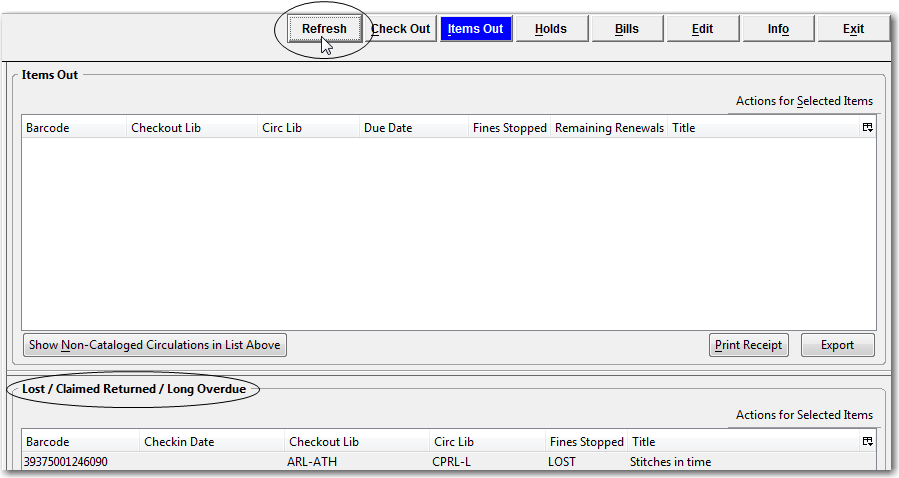 Refresh Check Out Items Out Holds Bills Edit Info Exit
Items Out
Actions for Selected Items
Barcode Checkout Lib Circ Lib Due Date Fines Stopped Remaining Renewals Title
Show Non-Cataloged Circulations in List Above Print Receipt Export
Lost / Claimed Returned / Long Overdue
Actions for Selected Items
Barcode Checkin Date Checkout Lib Circ Lib Fines Stopped Title
39375001246090 ARL-ATH CPRL-L LOST Stitches in time